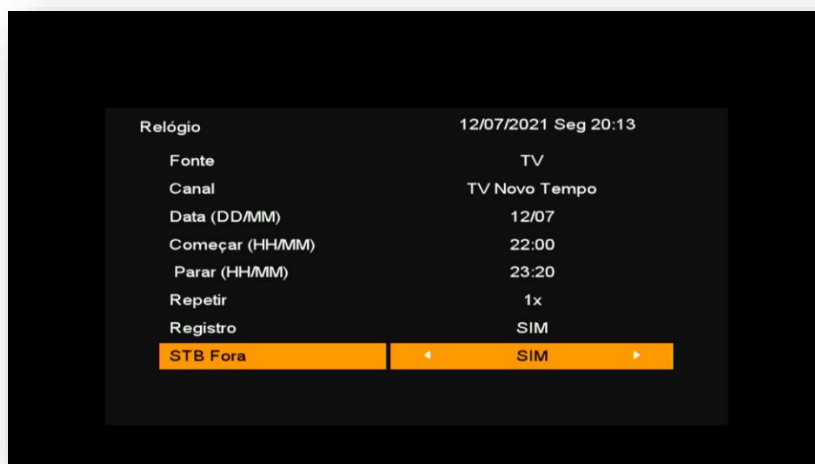 Relógio 12/07/2021 Seg 20:13
Fonte TV
Canal TV Novo Tempo
Data (DD/MM) 12/07
Começar (HH/MM) 22:00
Parar (HH/MM) 23:20
Repetir 1x
Registro SIM
STB Fora SIM